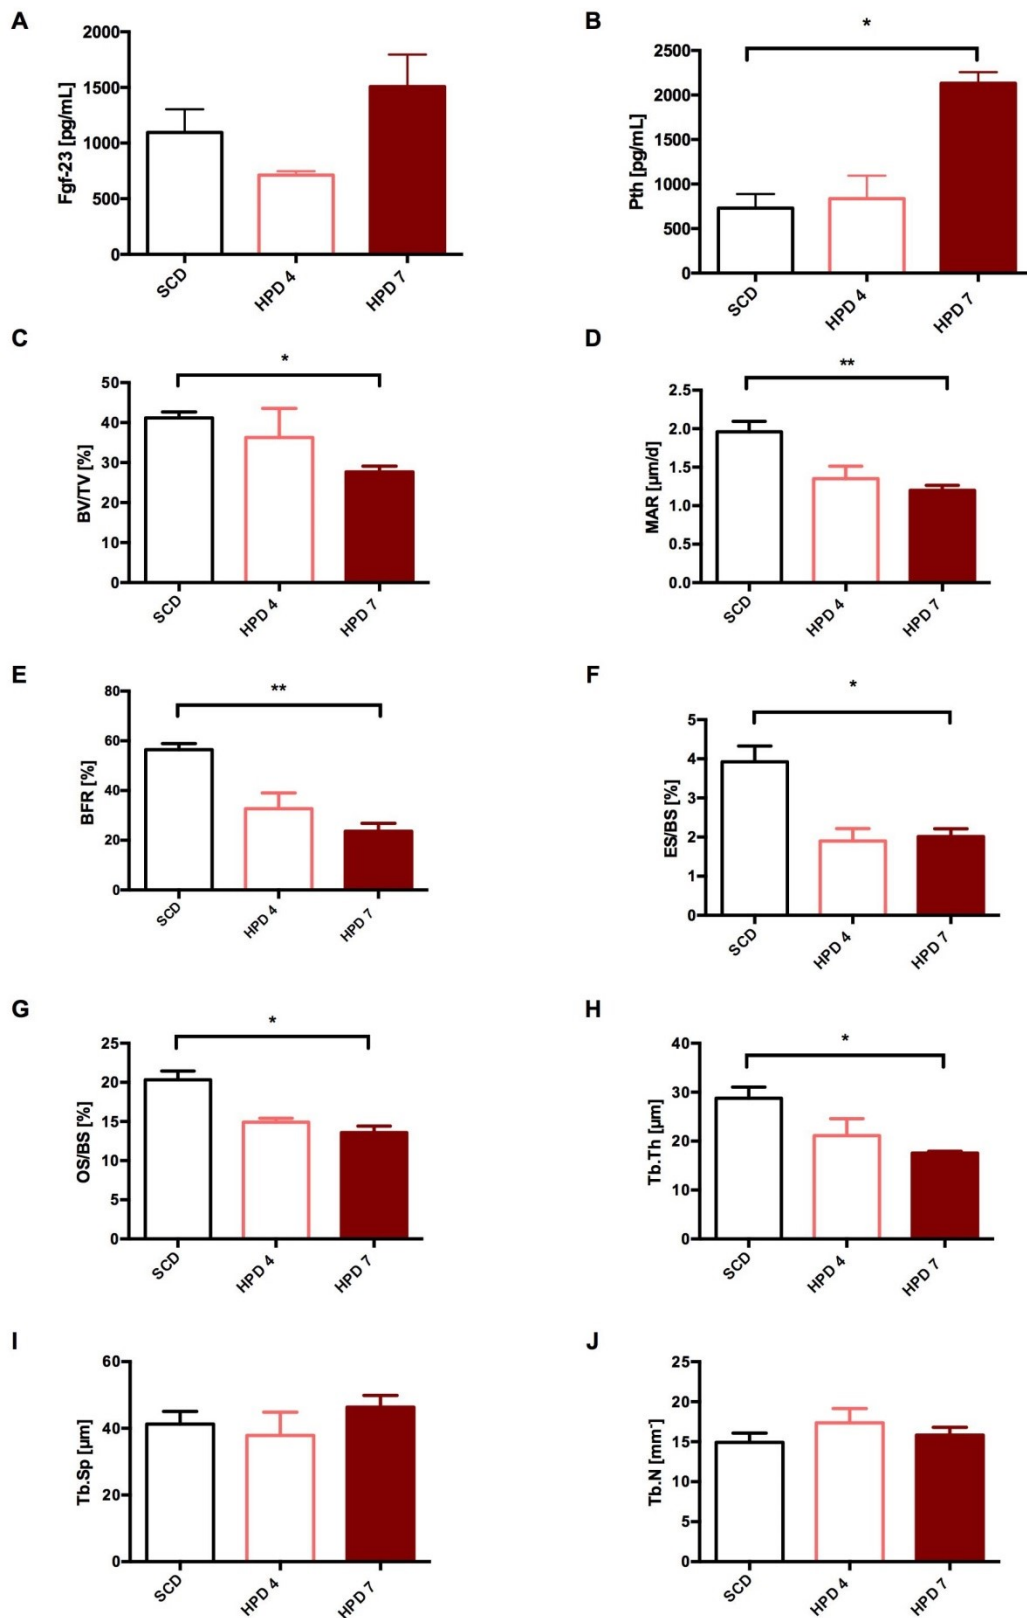 A
Fgf-23 [pg/mL]
2000
1500
1000
500
0
SCD
HPD 4
HPD 7
B
*
Pth [pg/mL]
2500
2000
1500
1000
500
0
SCD
HPD 4
HPD 7
C
*
BV/TV [%]
50
40
30
20
10
0
SCD
HPD 4
HPD 7
D
**
MAR [µm/d]
2.5
2.0
1.5
1.0
0.5
0.0
SCD
HPD 4
HPD 7
E
**
BFR [%]
80
60
40
20
0
SCD
HPD 4
HPD 7
F
*
ES/BS [%]
5
4
3
2
1
0
SCD
HPD 4
HPD 7
G
*
OS/BS [%]
25
20
15
10
5
0
SCD
HPD 4
HPD 7
H
*
Tb.Th [µm]
40
30
20
10
0
SCD
HPD 4
HPD 7
I
Tb.Sp [µm]
60
40
20
0
SCD
HPD 4
HPD 7
J
Tb.N [mm⁻]
25
20
15
10
5
0
SCD
HPD 4
HPD 7